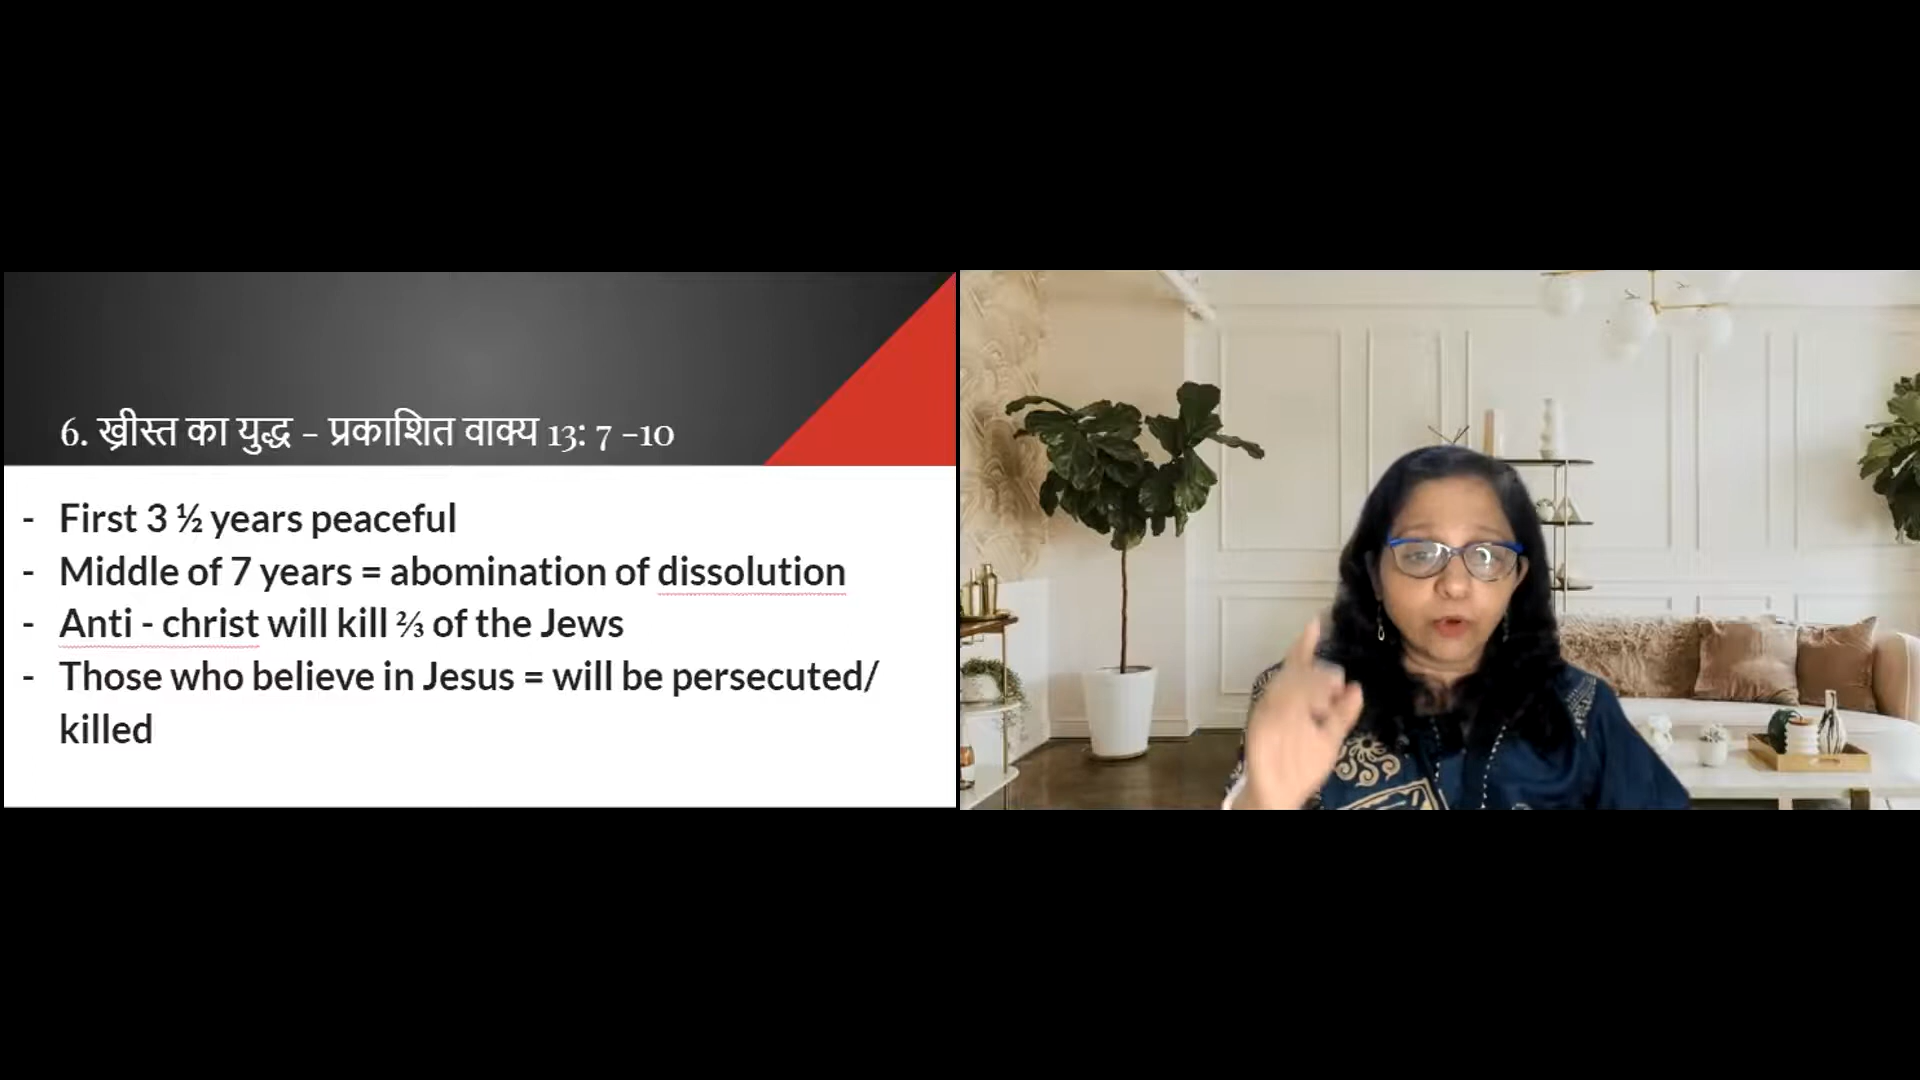 6. ख्रीस्त का युद्ध – प्रकाशित वाक्य 13: 7 –10
- First 3 ½ years peaceful
- Middle of 7 years = abomination of dissolution
- Anti - christ will kill ⅔ of the Jews
- Those who believe in Jesus = will be persecuted/
killed